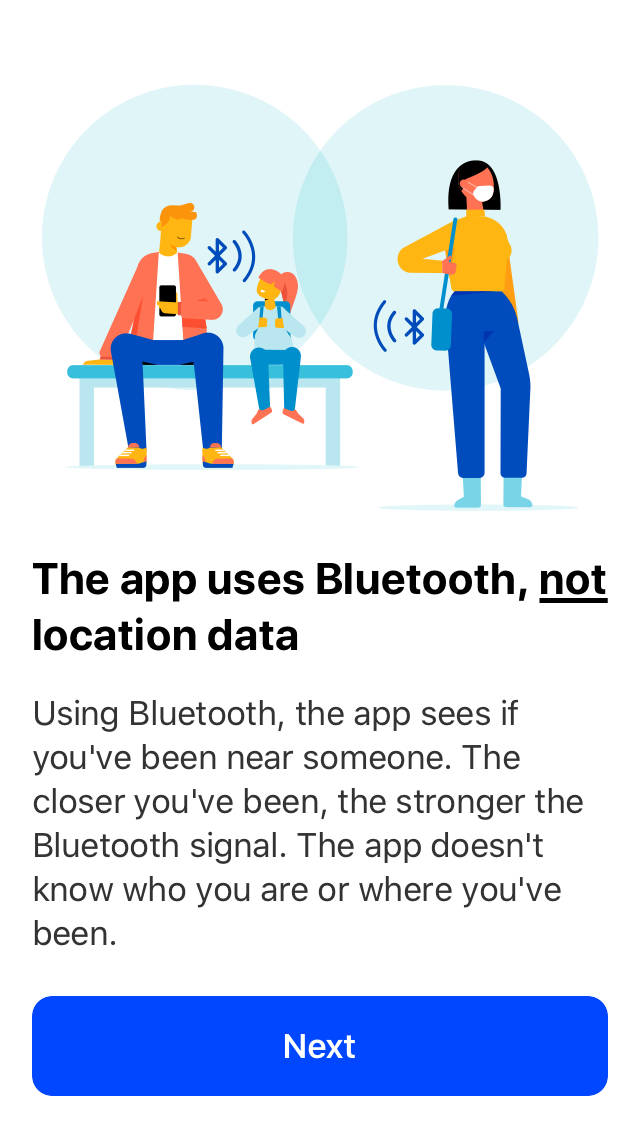 The app uses Bluetooth, not
location data
Using Bluetooth, the app sees if
you've been near someone. The
closer you've been, the stronger the
Bluetooth signal. The app doesn't
know who you are or where you've
been.
Next